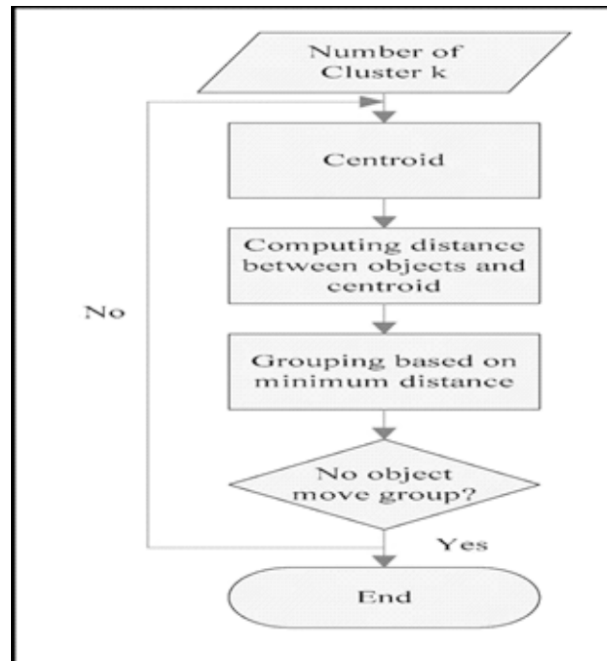 Number of
Cluster k
Centroid
Computing distance
between objects and
centroid
No
Grouping based on
minimum distance
No object
move group?
Yes
End